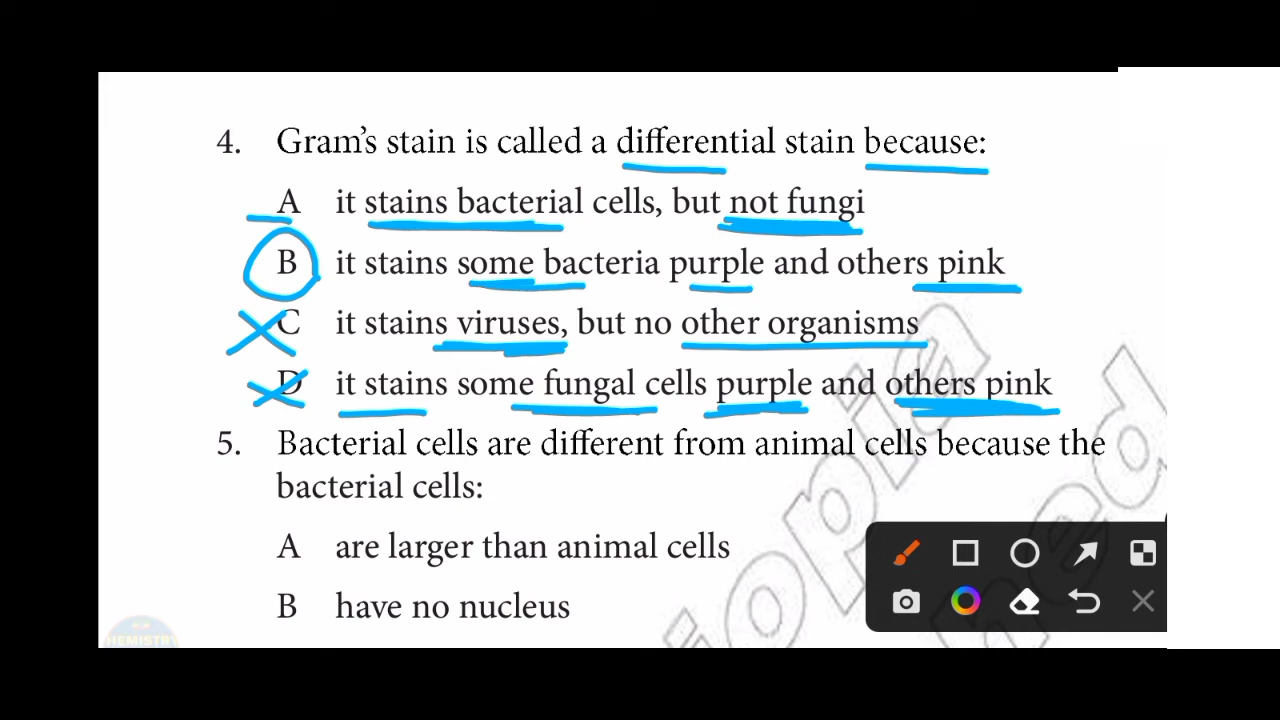 4. Gram's stain is called a differential stain because:
A it stains bacterial cells, but not fungi
B it stains some bacteria purple and others pink
C it stains viruses, but no other organisms
D it stains some fungal cells purple and others pink
5. Bacterial cells are different from animal cells because the
bacterial cells:
A are larger than animal cells
B have no nucleus